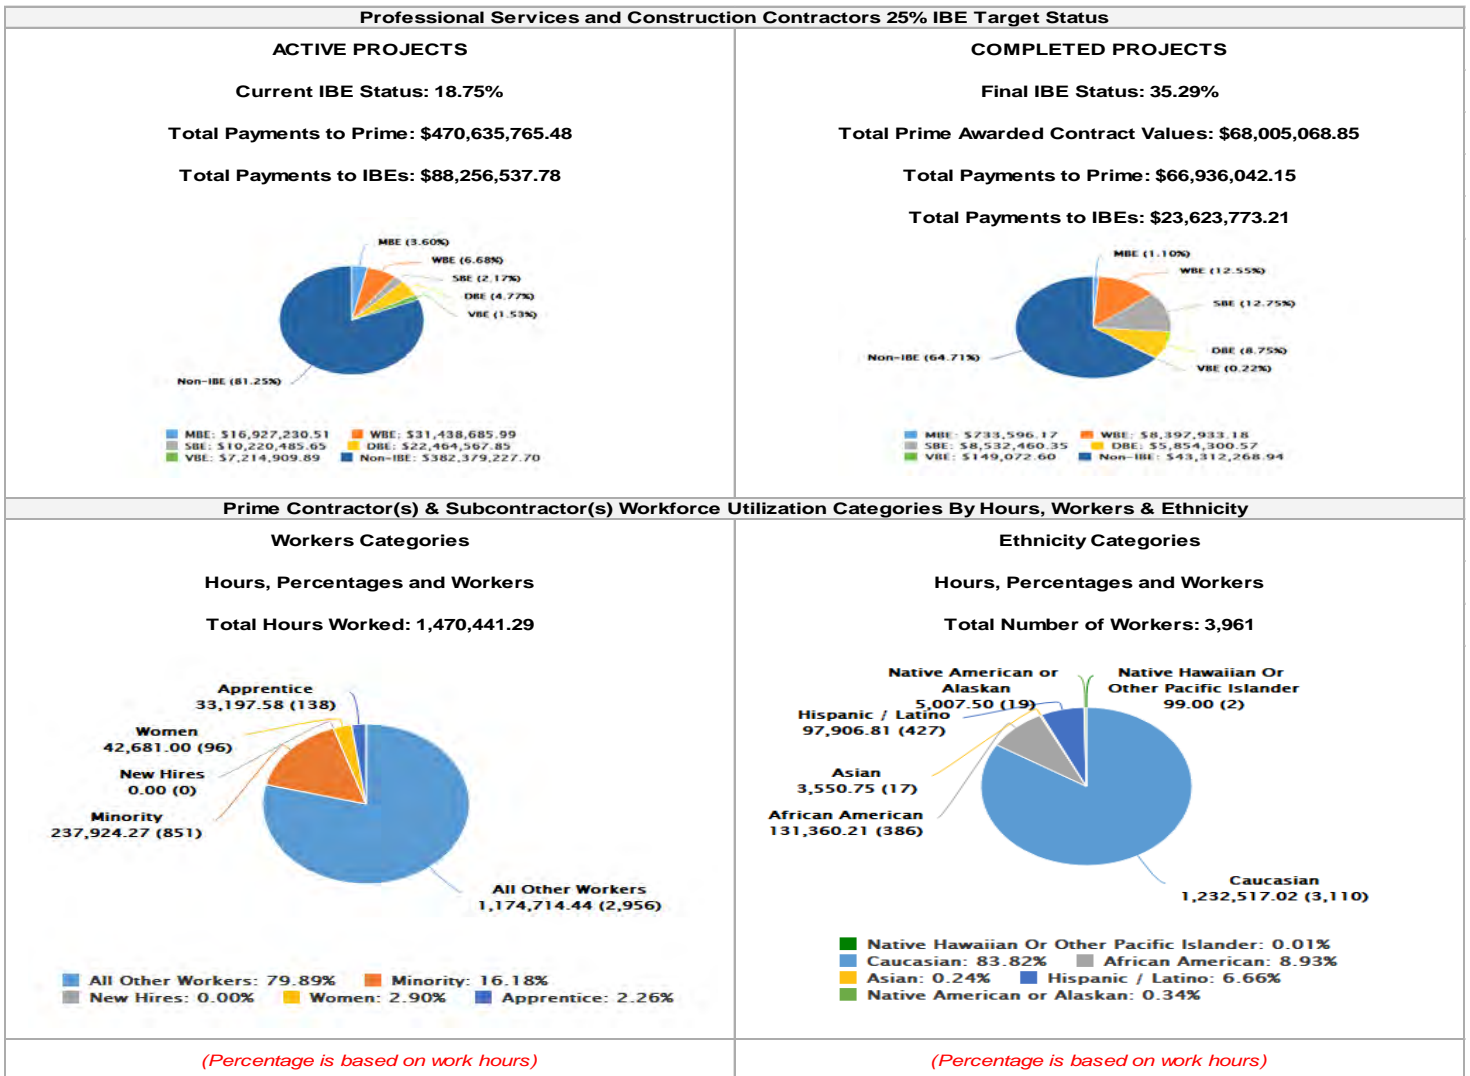 Professional Services and Construction Contractors 25% IBE Target Status
ACTIVE PROJECTS
Current IBE Status: 18.75%
Total Payments to Prime: $470,635,765.48
Total Payments to IBEs: $88,256,537.78
MBE (3.60%)
WBE (6.68%)
SBE (2.17%)
DBE (4.77%)
VBE (1.53%)
Non-IBE (81.25%)
MBE: $16,927,230.51 WBE: $31,438,685.99
SBE: $10,220,485.65 DBE: $22,464,567.85
VBE: $7,214,909.89 Non-IBE: $382,379,227.70
COMPLETED PROJECTS
Final IBE Status: 35.29%
Total Prime Awarded Contract Values: $68,005,068.85
Total Payments to Prime: $66,936,042.15
Total Payments to IBEs: $23,623,773.21
MBE (1.10%)
WBE (12.55%)
SBE (12.75%)
DBE (8.75%)
VBE (0.22%)
Non-IBE (64.71%)
MBE: $733,596.17 WBE: $8,397,933.18
SBE: $8,532,460.35 DBE: $5,854,300.57
VBE: $149,072.60 Non-IBE: $43,312,268.94
Prime Contractor(s) & Subcontractor(s) Workforce Utilization Categories By Hours, Workers & Ethnicity
Workers Categories
Hours, Percentages and Workers
Total Hours Worked: 1,470,441.29
Apprentice
33,197.58 (138)
Women
42,681.00 (96)
New Hires
0.00 (0)
Minority
237,924.27 (851)
All Other Workers
1,174,714.44 (2,956)
All Other Workers: 79.89% Minority: 16.18%
New Hires: 0.00% Women: 2.90% Apprentice: 2.26%
(Percentage is based on work hours)
Ethnicity Categories
Hours, Percentages and Workers
Total Number of Workers: 3,961
Native American or
Alaskan
5,007.50 (19)
Native Hawaiian Or
Other Pacific Islander
99.00 (2)
Hispanic / Latino
97,906.81 (427)
Asian
3,550.75 (17)
African American
131,360.21 (386)
Caucasian
1,232,517.02 (3,110)
Native Hawaiian Or Other Pacific Islander: 0.01%
Caucasian: 83.82% African American: 8.93%
Asian: 0.24% Hispanic / Latino: 6.66%
Native American or Alaskan: 0.34%
(Percentage is based on work hours)